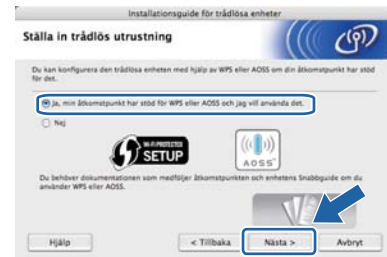 Installationsguide för trådlösa enheter
Ställa in trådlös utrustning
Du kan konfigurera den trådlösa enheten med hjälp av WPS eller AOSS om din åtkomstpunkt har stöd
för det.
Ja, min åtkomstpunkt har stöd för WPS eller AOSS och jag vill använda det.
Nej
WI-FI PROTECTED
SETUP
AOSS
Du behöver dokumentationen som medföljer åtkomstpunkten och enhetens Snabbguide om du
använder WPS eller AOSS.
Hjälp
< Tillbaka
Nästa >
Avbryt